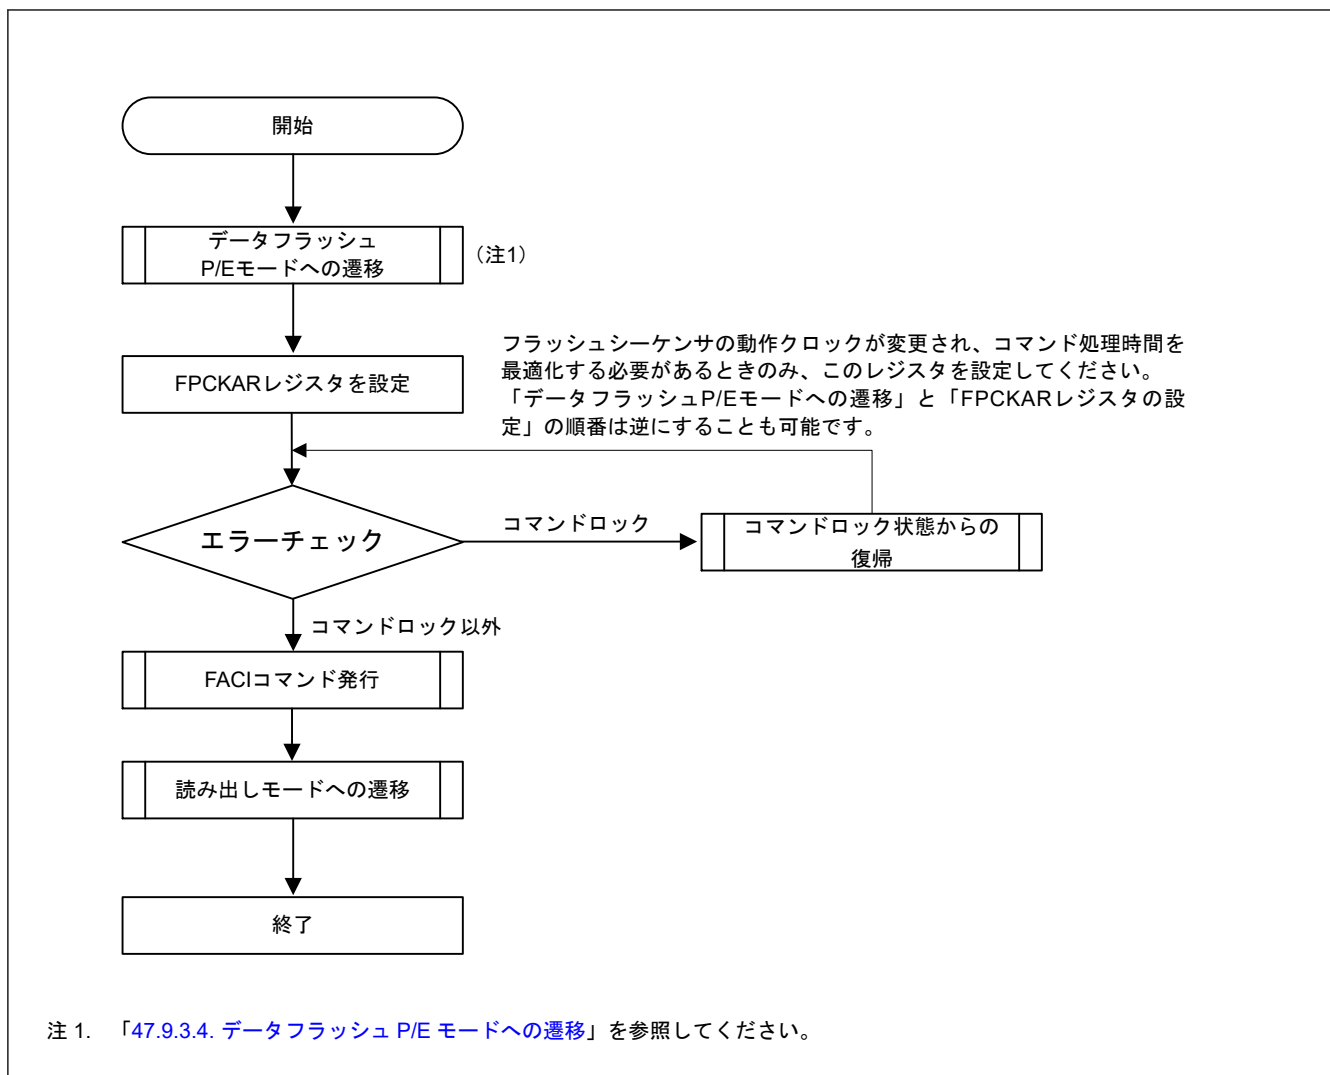 開始
データフラッシュ
P/Eモードへの遷移
（注1）
FPCKARレジスタを設定
フラッシュシーケンサの動作クロックが変更され、コマンド処理時間を
最適化する必要があるときのみ、このレジスタを設定してください。
「データフラッシュP/Eモードへの遷移」と「FPCKARレジスタの設
定」の順番は逆にすることも可能です。
エラーチェック
コマンドロック
コマンドロック状態からの
復帰
コマンドロック以外
FACIコマンド発行
読み出しモードへの遷移
終了
注 1. 「47.9.3.4. データフラッシュ P/E モードへの遷移」を参照してください。